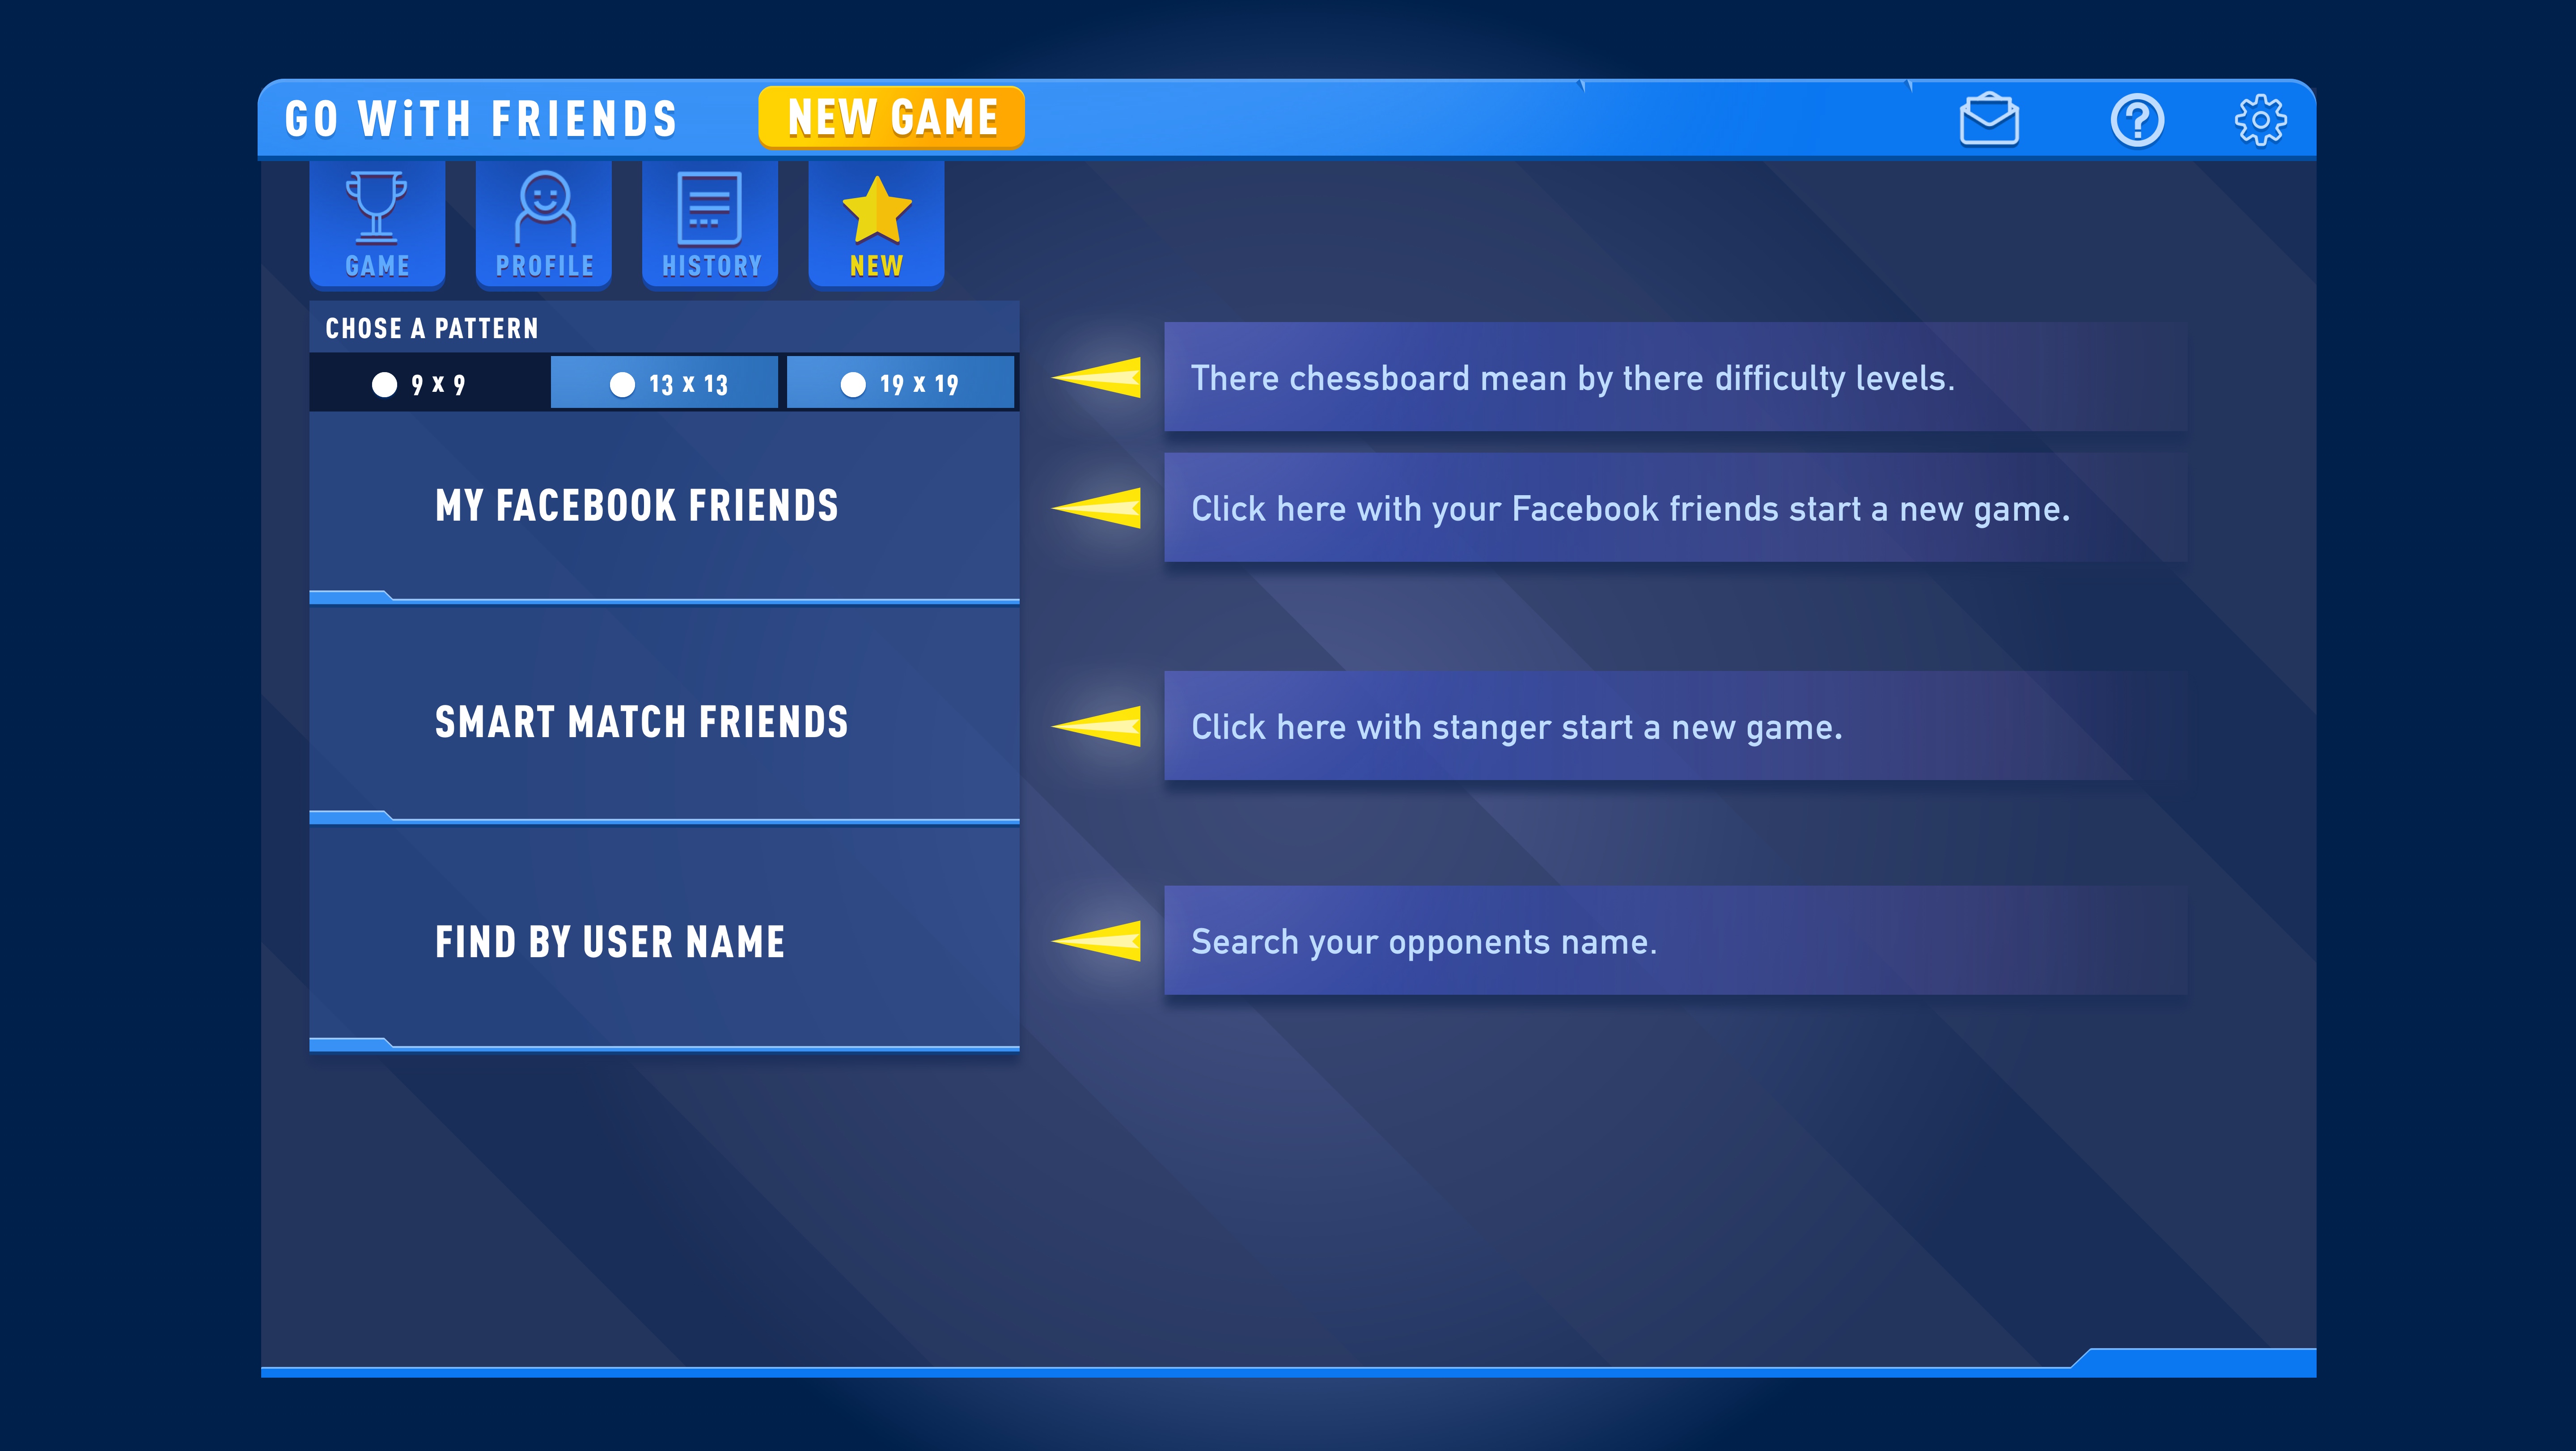 GO WiTH FRIENDS
NEW GAME
GAME
PROFILE
HISTORY
NEW
CHOSE A PATTERN
9 X 9
13 X 13
19 X 19
There chessboard mean by there difficulty levels.
MY FACEBOOK FRIENDS
Click here with your Facebook friends start a new game.
SMART MATCH FRIENDS
Click here with stanger start a new game.
FIND BY USER NAME
Search your opponents name.